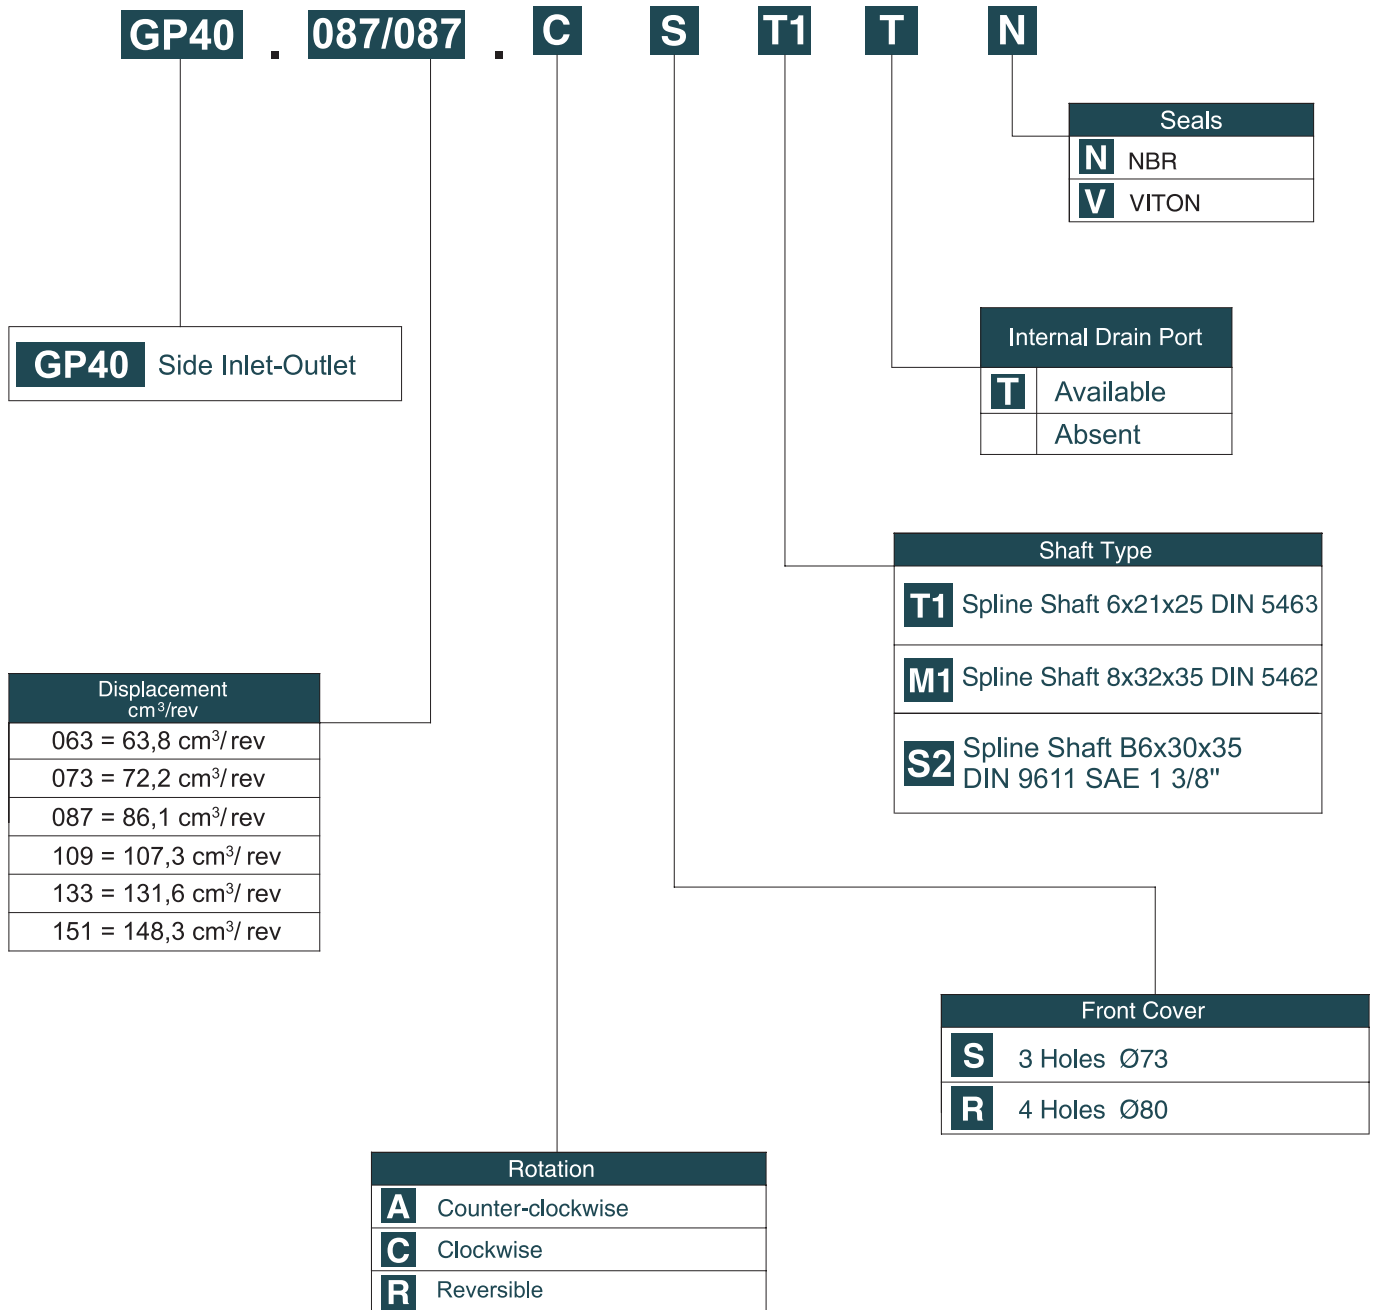 GP40 . 087/087 . C S T1 T N
Seals
N NBR
V VITON
Internal Drain Port
T Available
Absent
GP40 Side Inlet-Outlet
Shaft Type
T1 Spline Shaft 6x21x25 DIN 5463
M1 Spline Shaft 8x32x35 DIN 5462
S2 Spline Shaft B6x30x35
DIN 9611 SAE 1 3/8"
Displacement
cm³/rev
063 = 63,8 cm³/ rev
073 = 72,2 cm³/ rev
087 = 86,1 cm³/ rev
109 = 107,3 cm³/ rev
133 = 131,6 cm³/ rev
151 = 148,3 cm³/ rev
Front Cover
S 3 Holes Ø73
R 4 Holes Ø80
Rotation
A Counter-clockwise
C Clockwise
R Reversible